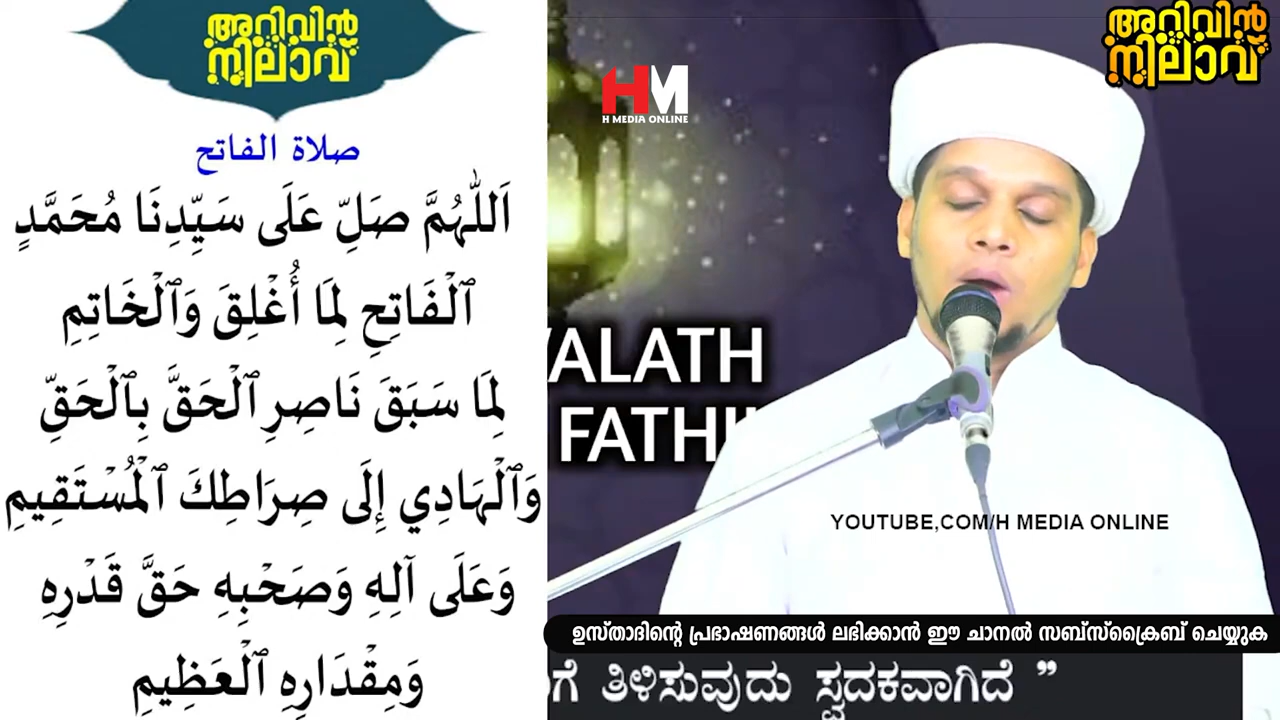 അറിവിൻ
നിലാവ്
صلاة الفاتح
اَللّٰهُمَّ صَلِّ عَلَى سَيِّدِنَا مُحَمَّدٍ
ٱلْفَاتِحِ لِمَا أُغْلِقَ وَٱلْخَاتِمِ
لِمَا سَبَقَ نَاصِرِ ٱلْحَقَّ بِٱلْحَقِّ
وَٱلْهَادِي إِلَى صِرَاطِكَ ٱلْمُسْتَقِيمِ
وَعَلَى آلِهِ وَصَحْبِهِ حَقَّ قَدْرِهِ
وَمِقْدَارِهِ ٱلْعَظِيمِ
HM
H MEDIA ONLINE
അറിവിൻ
നിലാവ്
ALATH
FATHI
YOUTUBE,COM/H MEDIA ONLINE
ഉസ്താദിന്റെ പ്രഭാഷണങ്ങൾ ലഭിക്കാൻ ഈ ചാനൽ സബ്സ്ക്രൈബ് ചെയ്യുക
ಗೆ ತಿಳಿಸುವುದು ಸ್ವದಕವಾಗಿದೆ ”